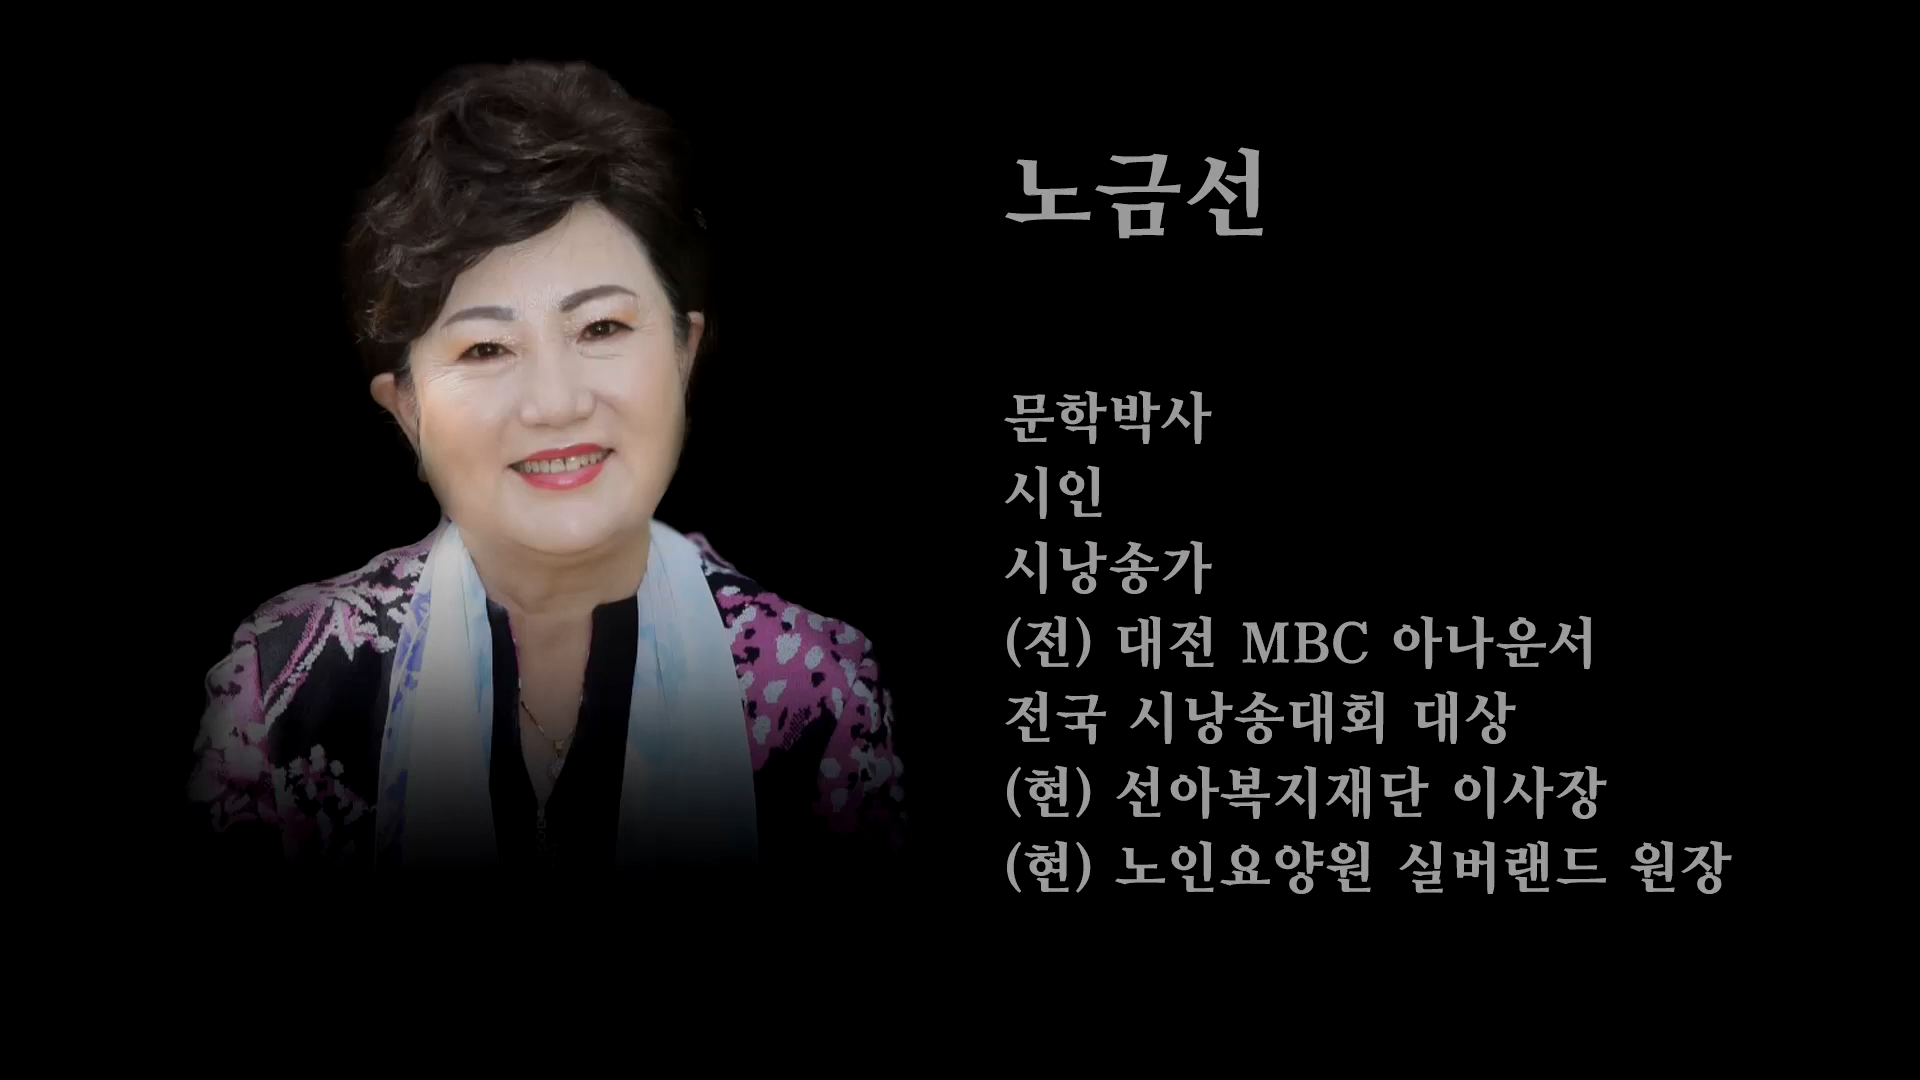 노금선
문학박사
시인
시낭송가
(전) 대전 MBC 아나운서
전국 시낭송대회 대상
(현) 선아복지재단 이사장
(현) 노인요양원 실버랜드 원장